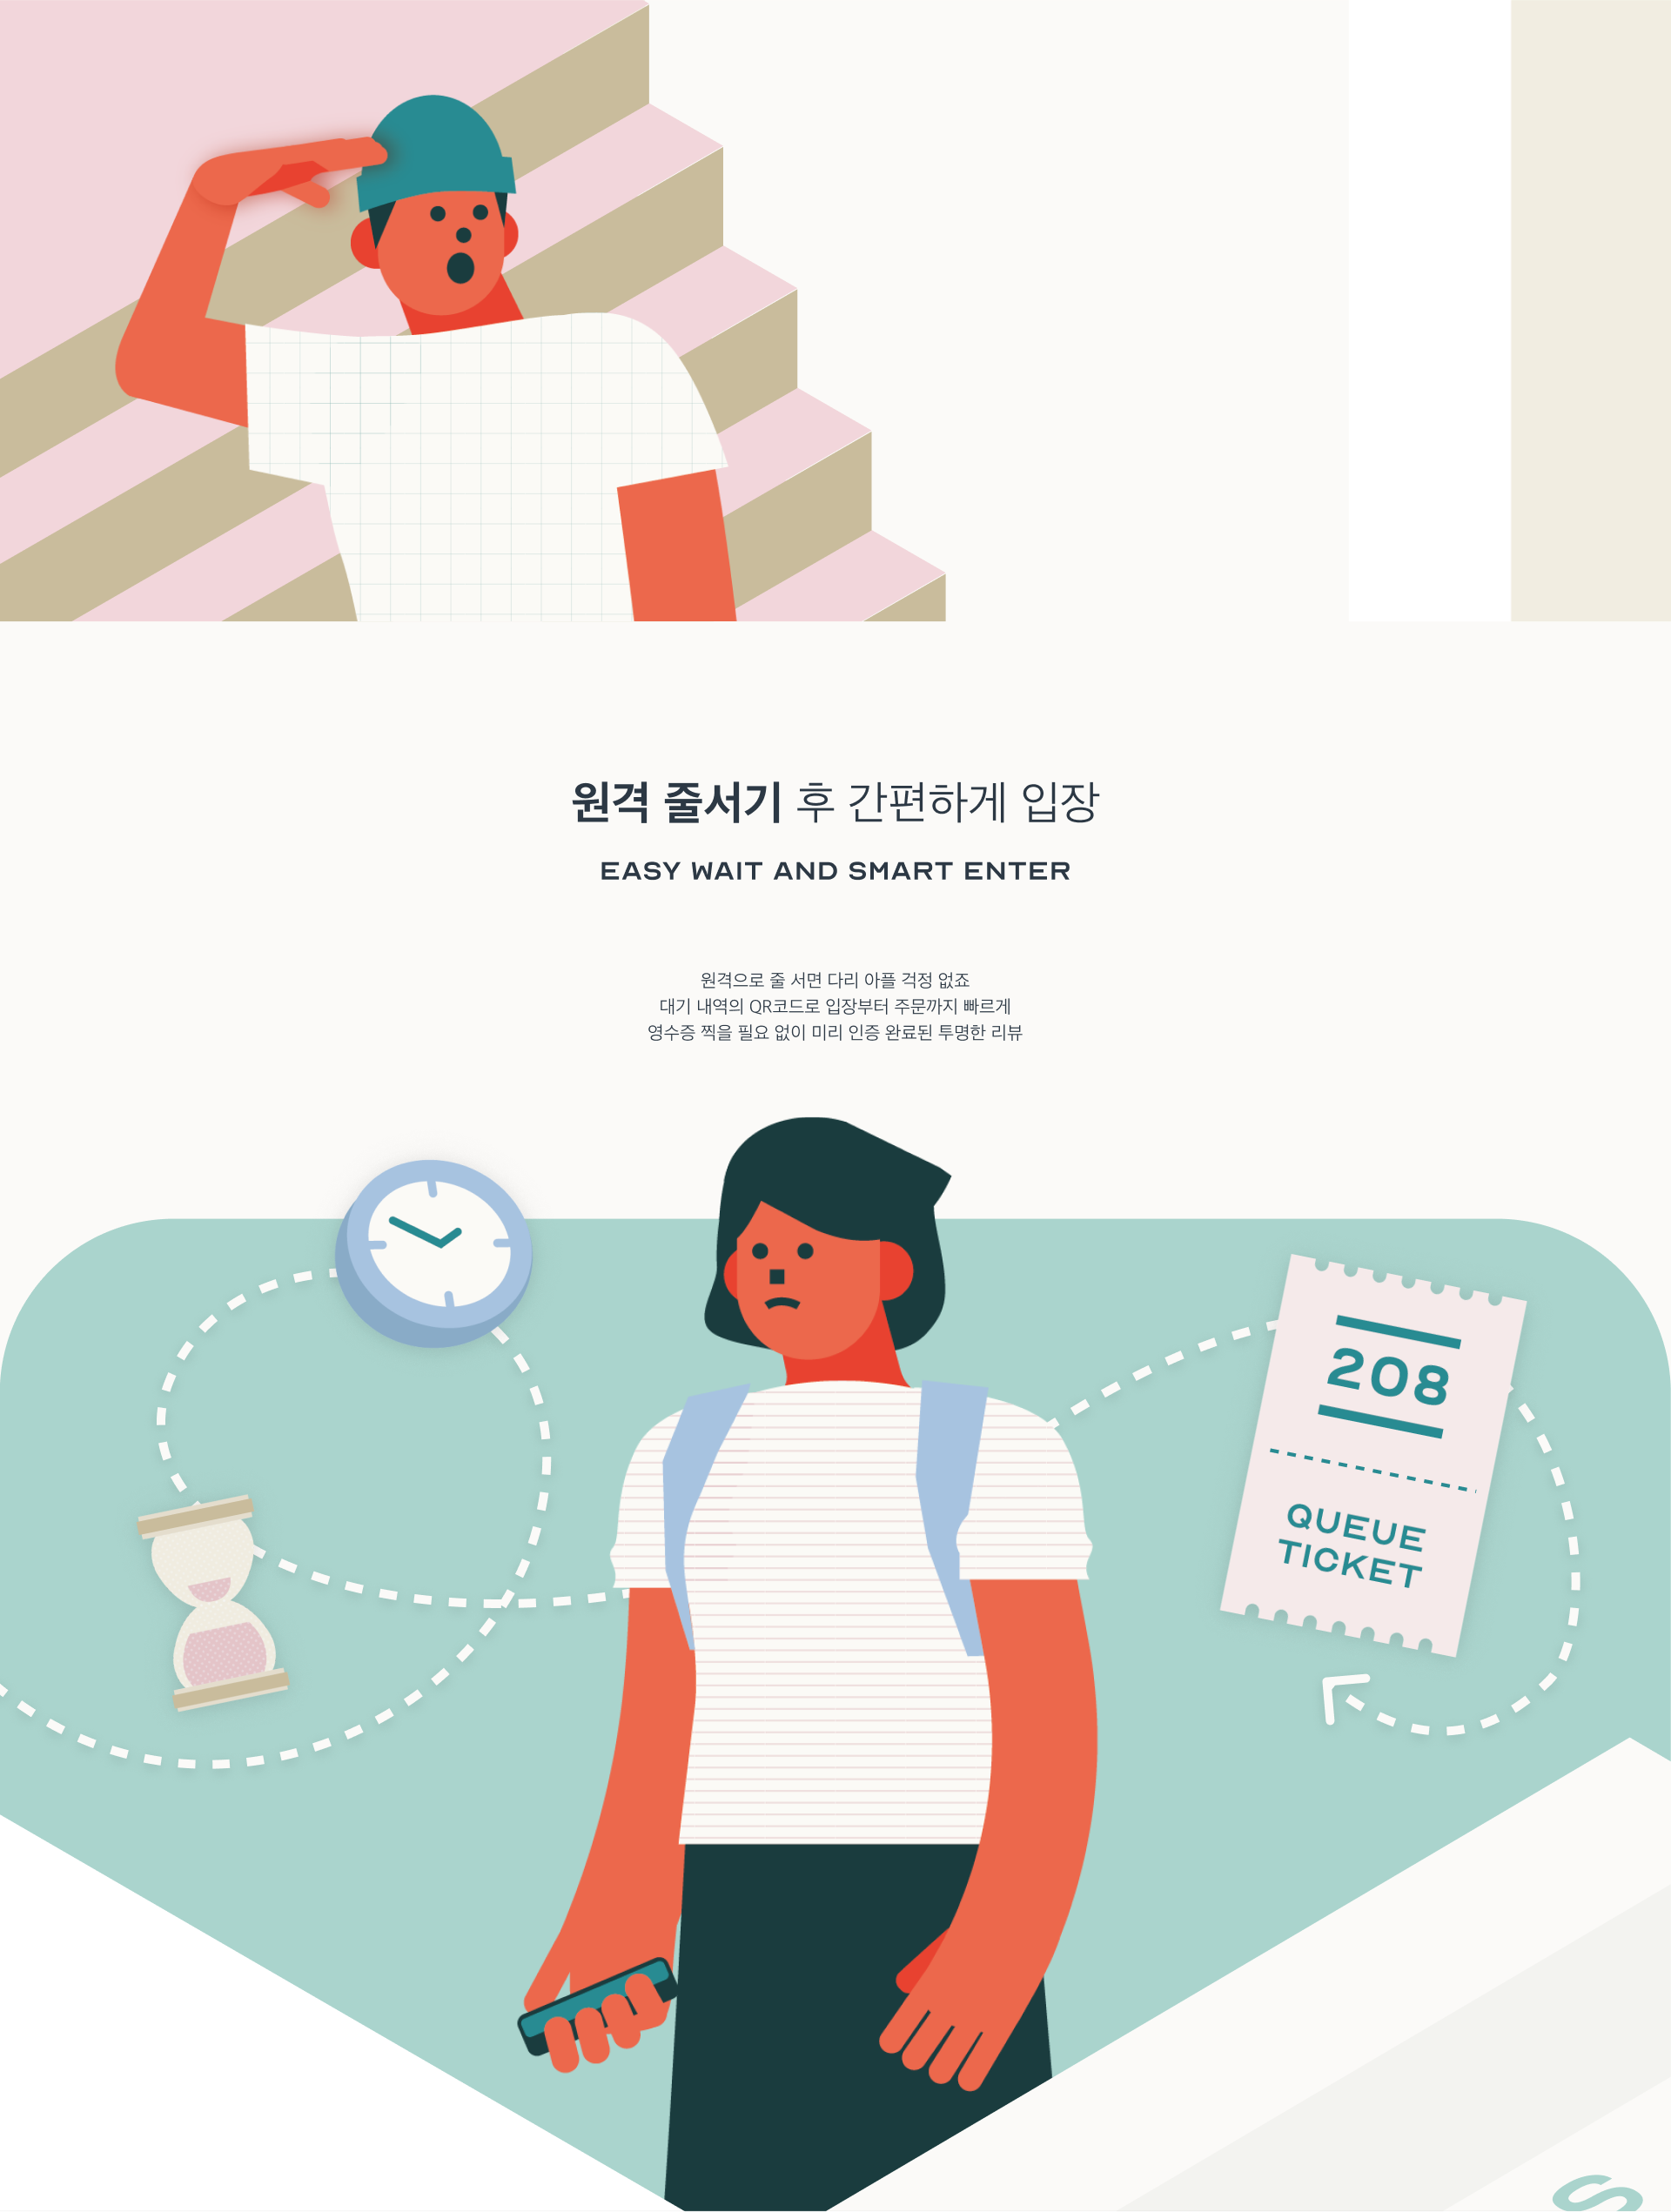 원격 줄서기 후 간편하게 입장
EASY WAIT AND SMART ENTER
원격으로 줄 서면 다리 아플 걱정 없죠
대기 내역의 QR코드로 입장부터 주문까지 빠르게
영수증 찍을 필요 없이 미리 인증 완료된 투명한 리뷰
208
QUEUE
TICKET
S